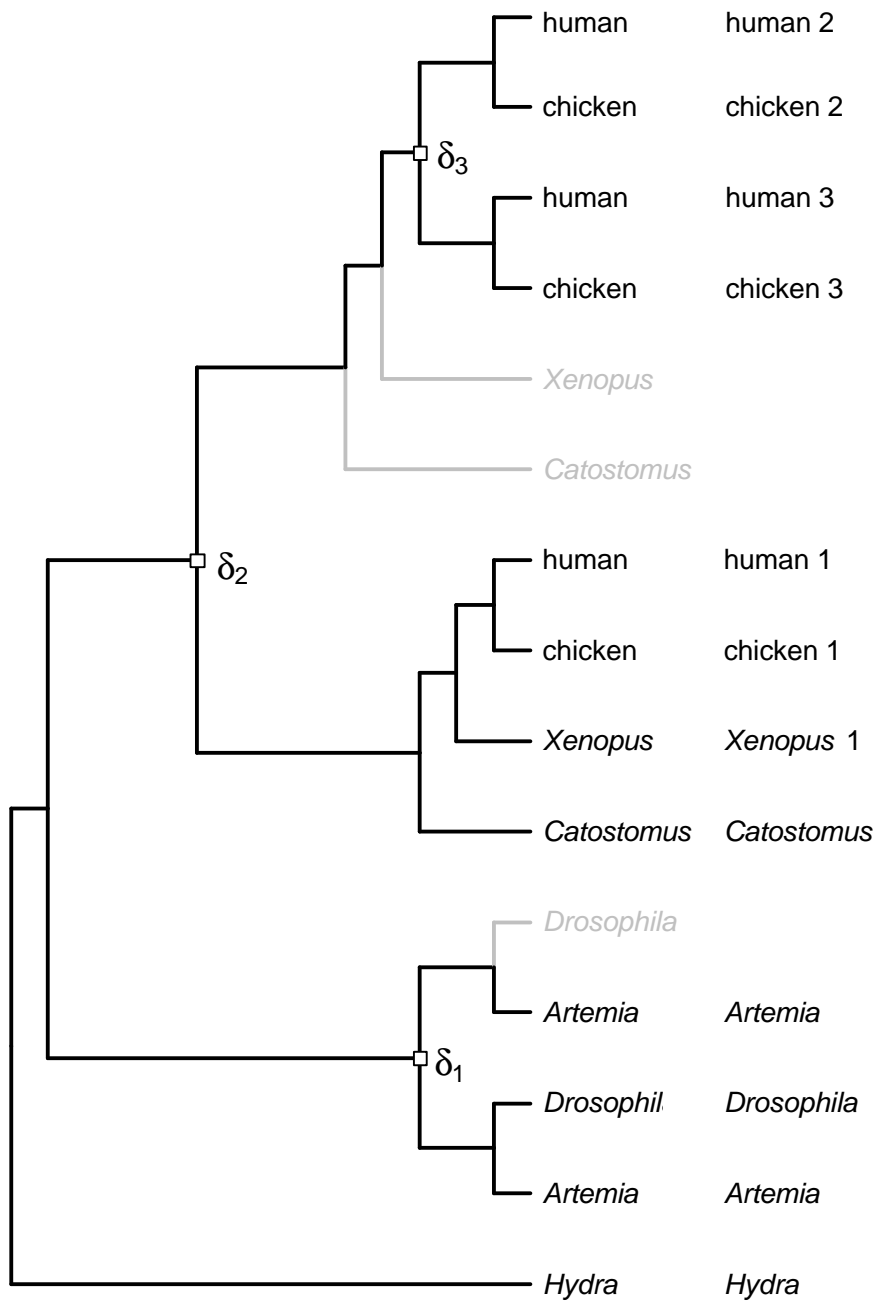 human human 2
chicken chicken 2
δ3
human human 3
chicken chicken 3
Xenopus
Catostomus
human human 1
δ2
chicken chicken 1
Xenopus Xenopus 1
Catostomus Catostomus
Drosophila
Artemia Artemia
δ1
Drosophil Drosophila
Artemia Artemia
Hydra Hydra